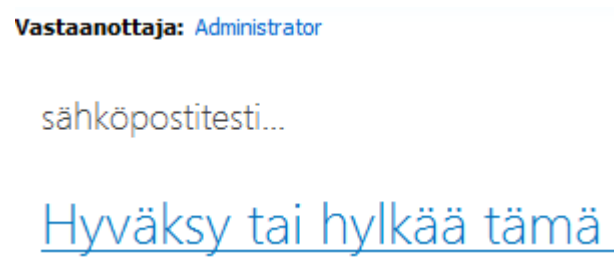 Vastaanottaja: Administrator
sähköpostitesti...
Hyväksy tai hylkää tämä